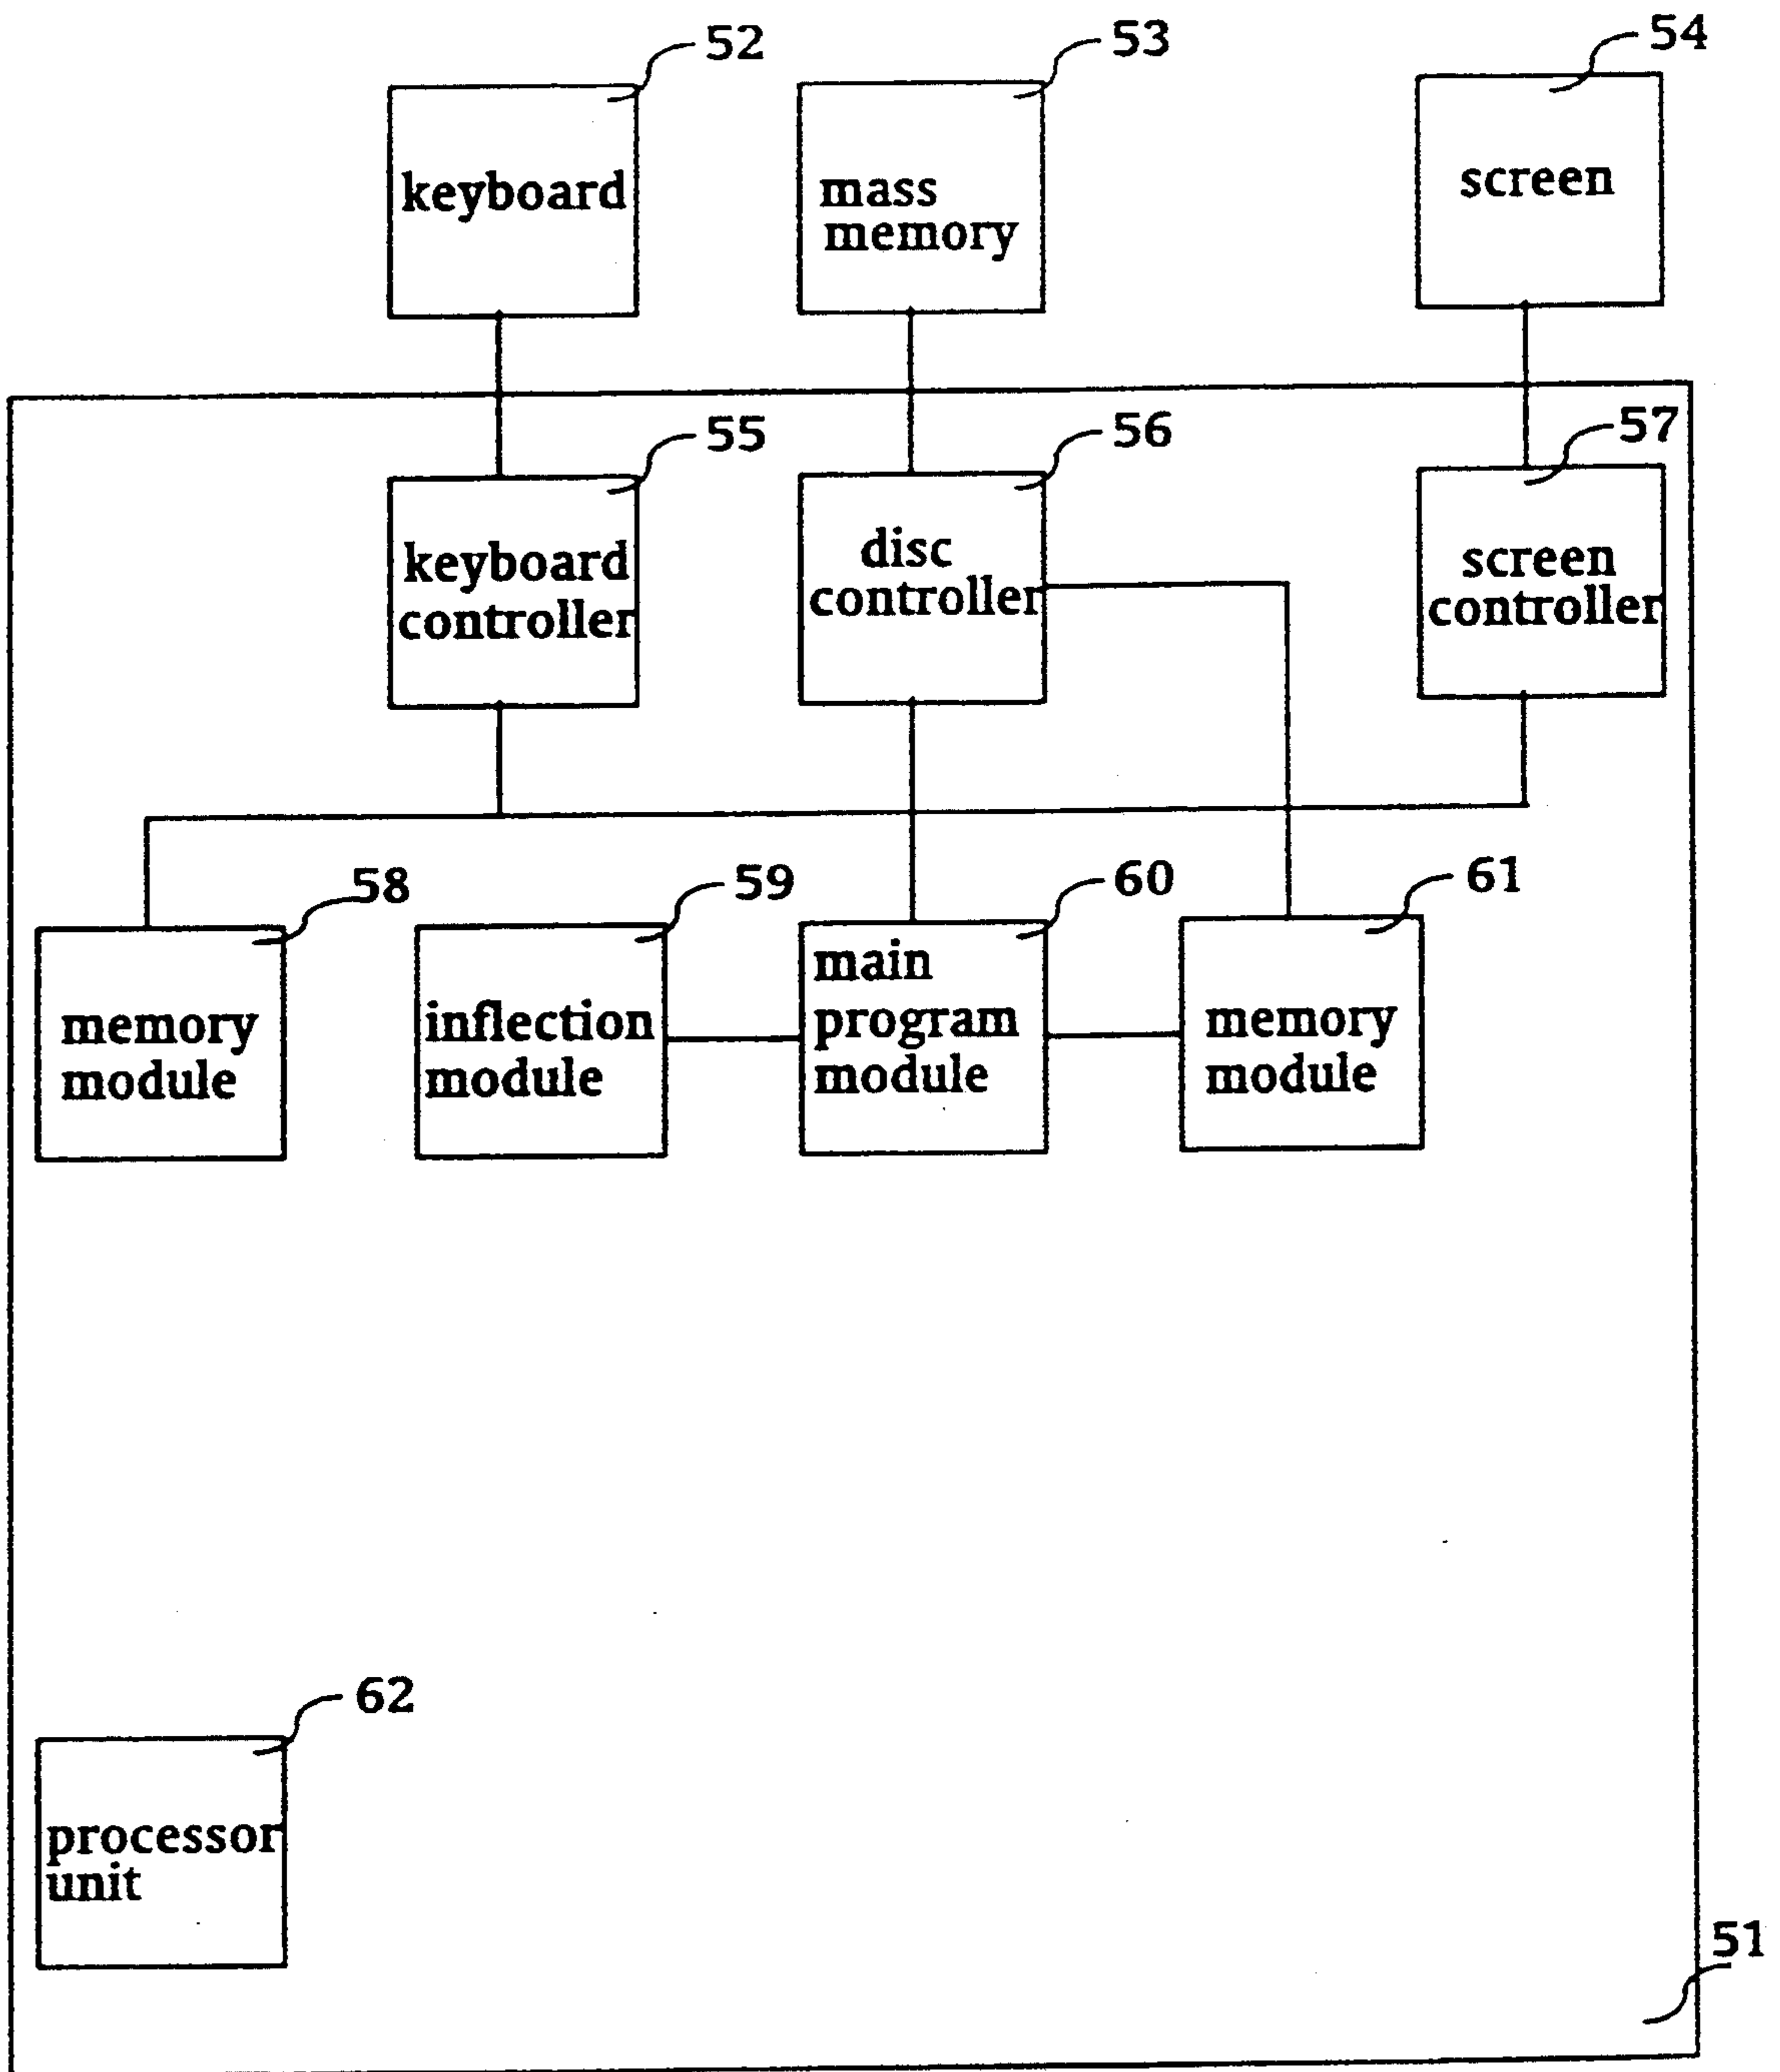 52
53
54
keyboard
mass
memory
screen
55
56
57
keyboard
controller
disc
controller
screen
controller
58
59
60
61
memory
module
inflection
module
main
program
module
memory
module
62
processor
unit
51